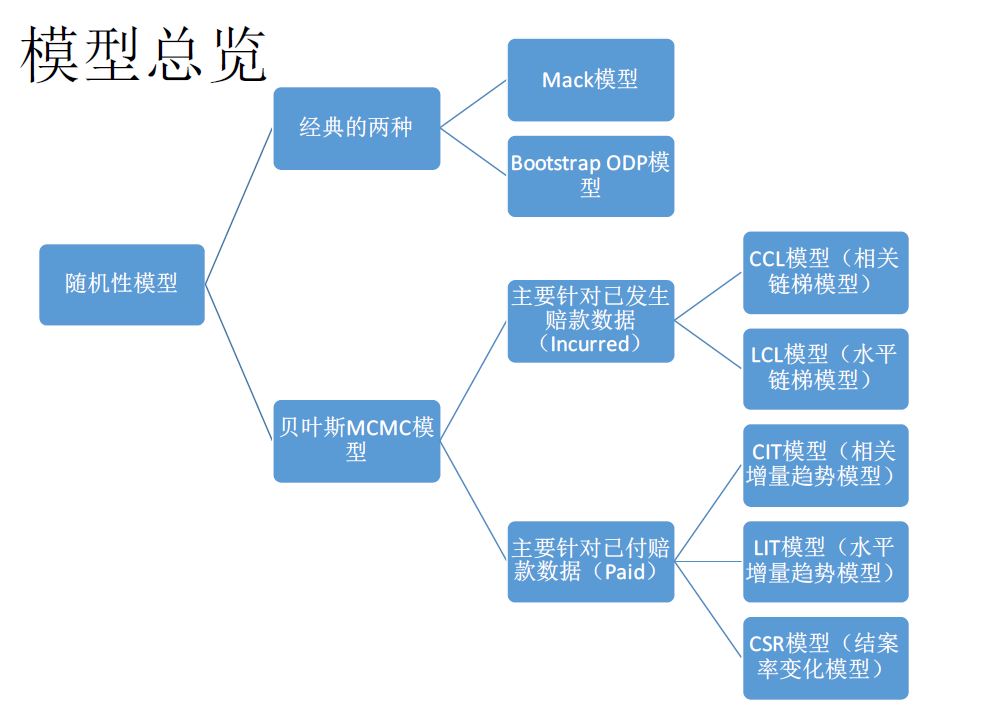 模型总览
随机性模型
经典的两种
Mack模型
Bootstrap ODP模
型
贝叶斯MCMC模
型
主要针对已发生
赔款数据
（Incurred）
CCL模型（相关
链梯模型）
LCL模型（水平
链梯模型）
主要针对已付赔
款数据（Paid）
CIT模型（相关
增量趋势模型）
LIT模型（水平
增量趋势模型）
CSR模型（结案
率变化模型）